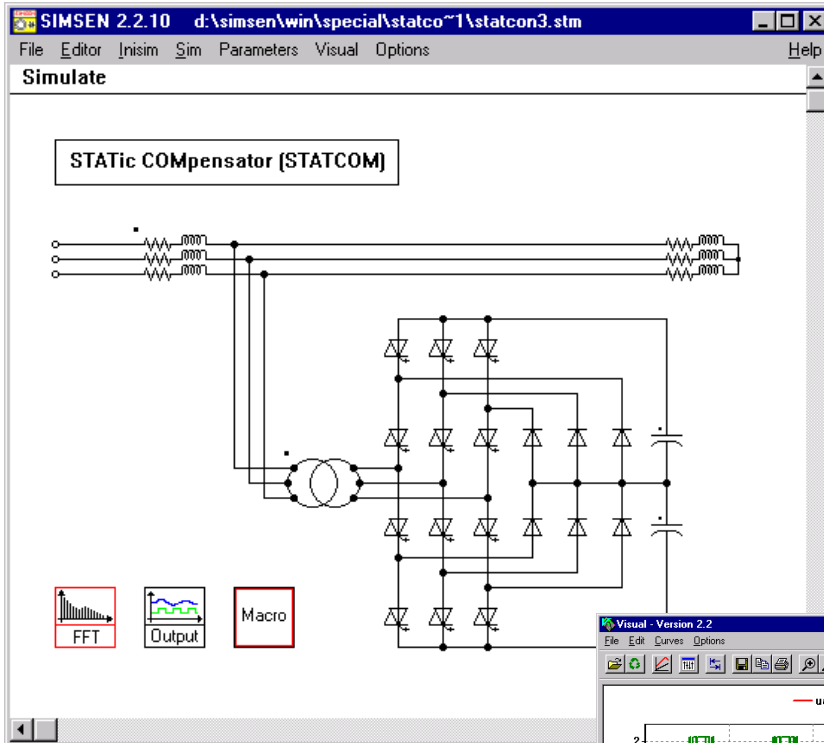 SIMSEN 2.2.10 d:\simsen\win\special\statco~1\statcon3.stm
File Editor Inisim Sim Parameters Visual Options Help
Simulate
STATic COMpensator (STATCOM)
FFT
Output
Macro
Visual - Version 2.2
File Edit Curves Options
2